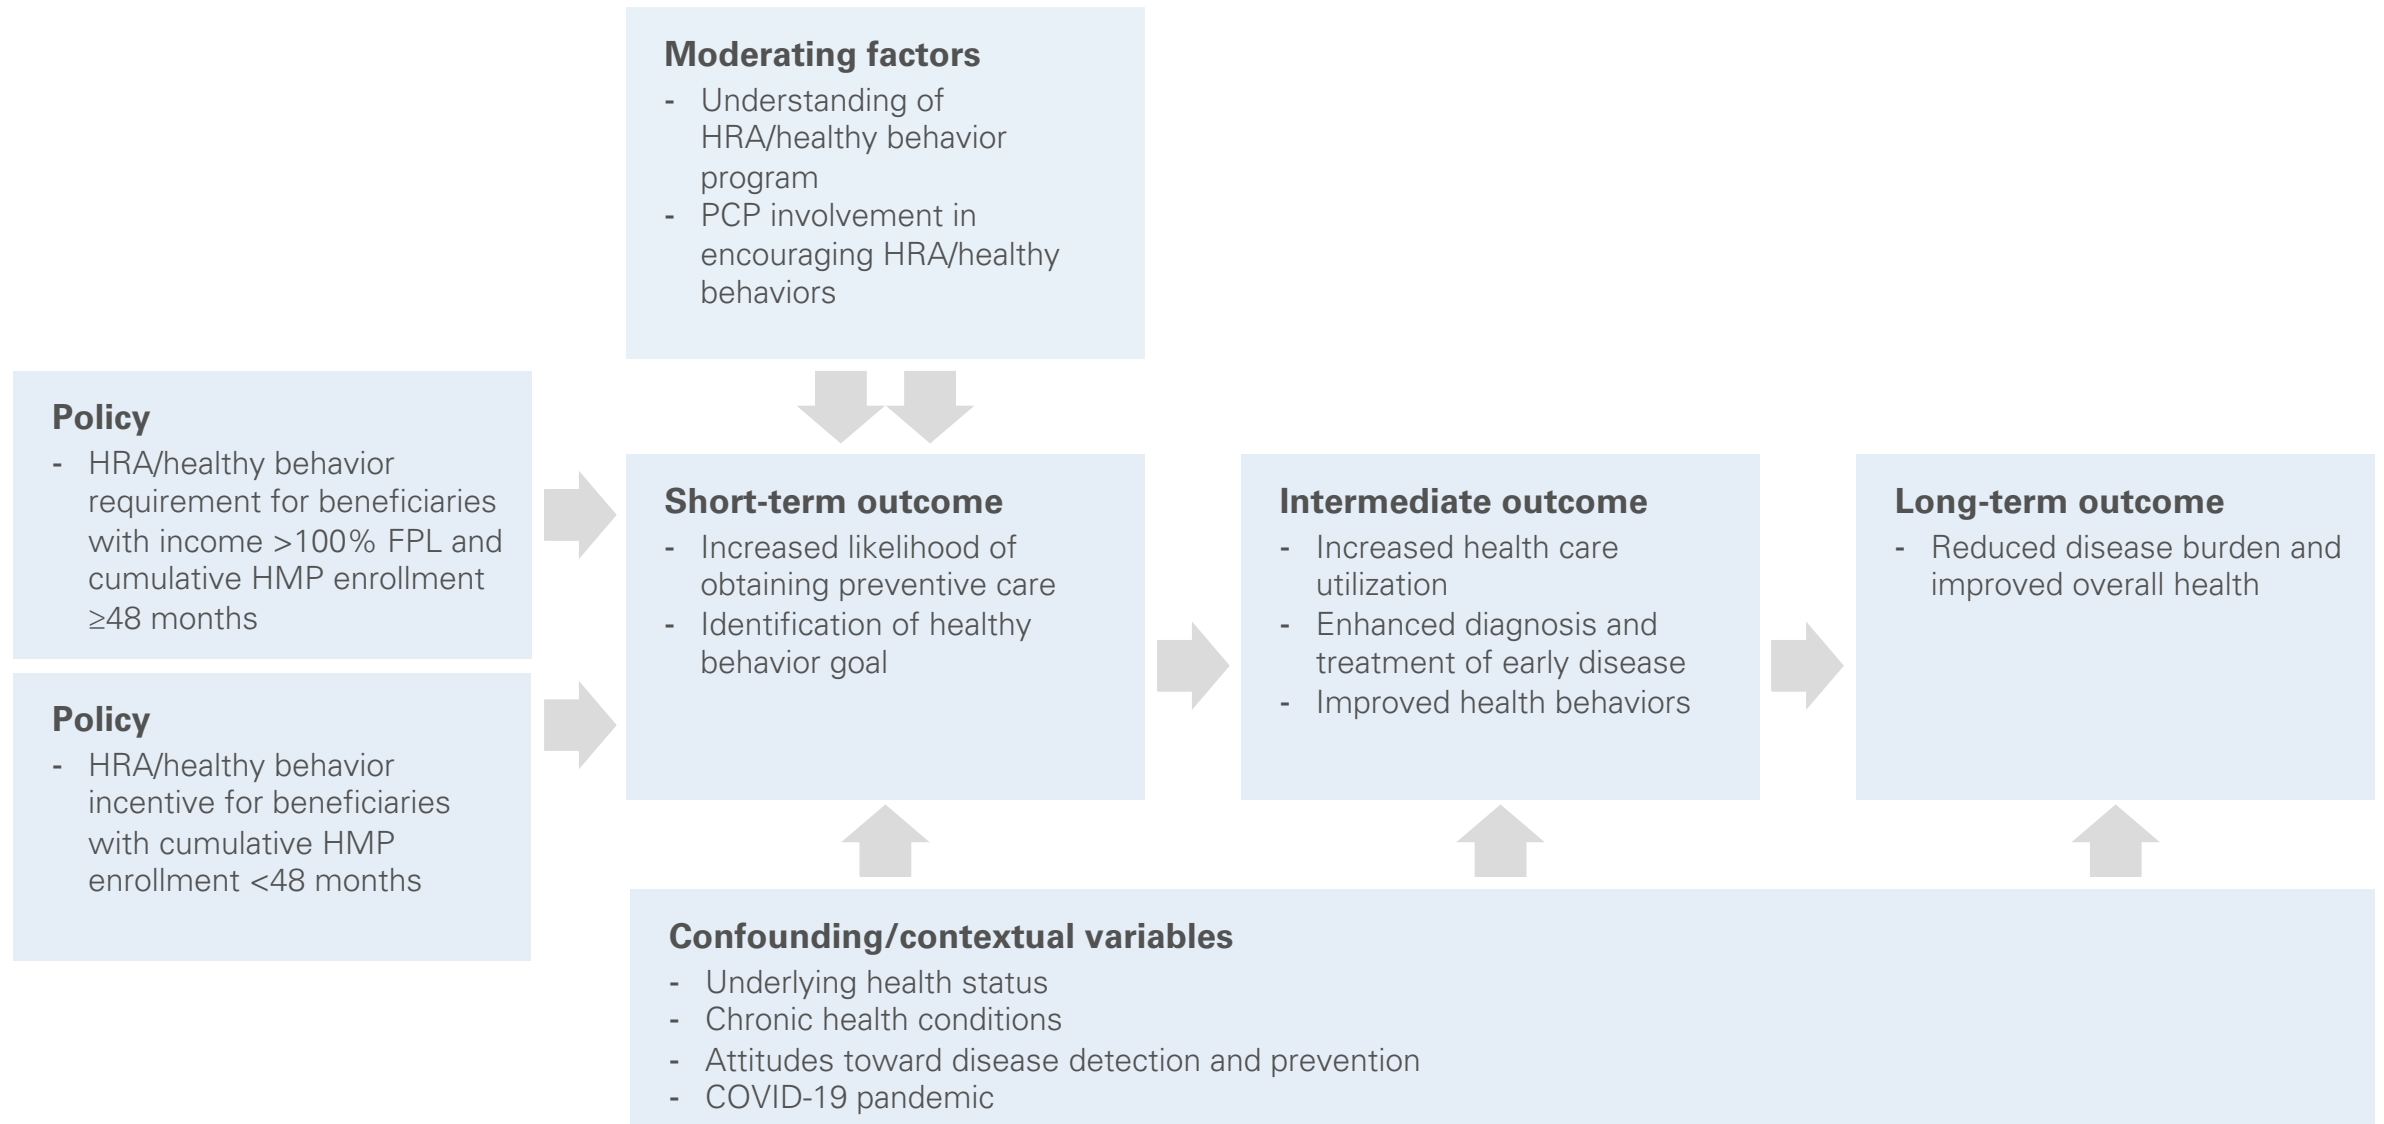 Moderating factors
- Understanding of
HRA/healthy behavior
program
- PCP involvement in
encouraging HRA/healthy
behaviors
Policy
- HRA/healthy behavior
requirement for beneficiaries
with income >100% FPL and
cumulative HMP enrollment
≥48 months
Policy
- HRA/healthy behavior
incentive for beneficiaries
with cumulative HMP
enrollment <48 months
Short-term outcome
- Increased likelihood of
obtaining preventive care
- Identification of healthy
behavior goal
Intermediate outcome
- Increased health care
utilization
- Enhanced diagnosis and
treatment of early disease
- Improved health behaviors
Long-term outcome
- Reduced disease burden and
improved overall health
Confounding/contextual variables
- Underlying health status
- Chronic health conditions
- Attitudes toward disease detection and prevention
- COVID-19 pandemic